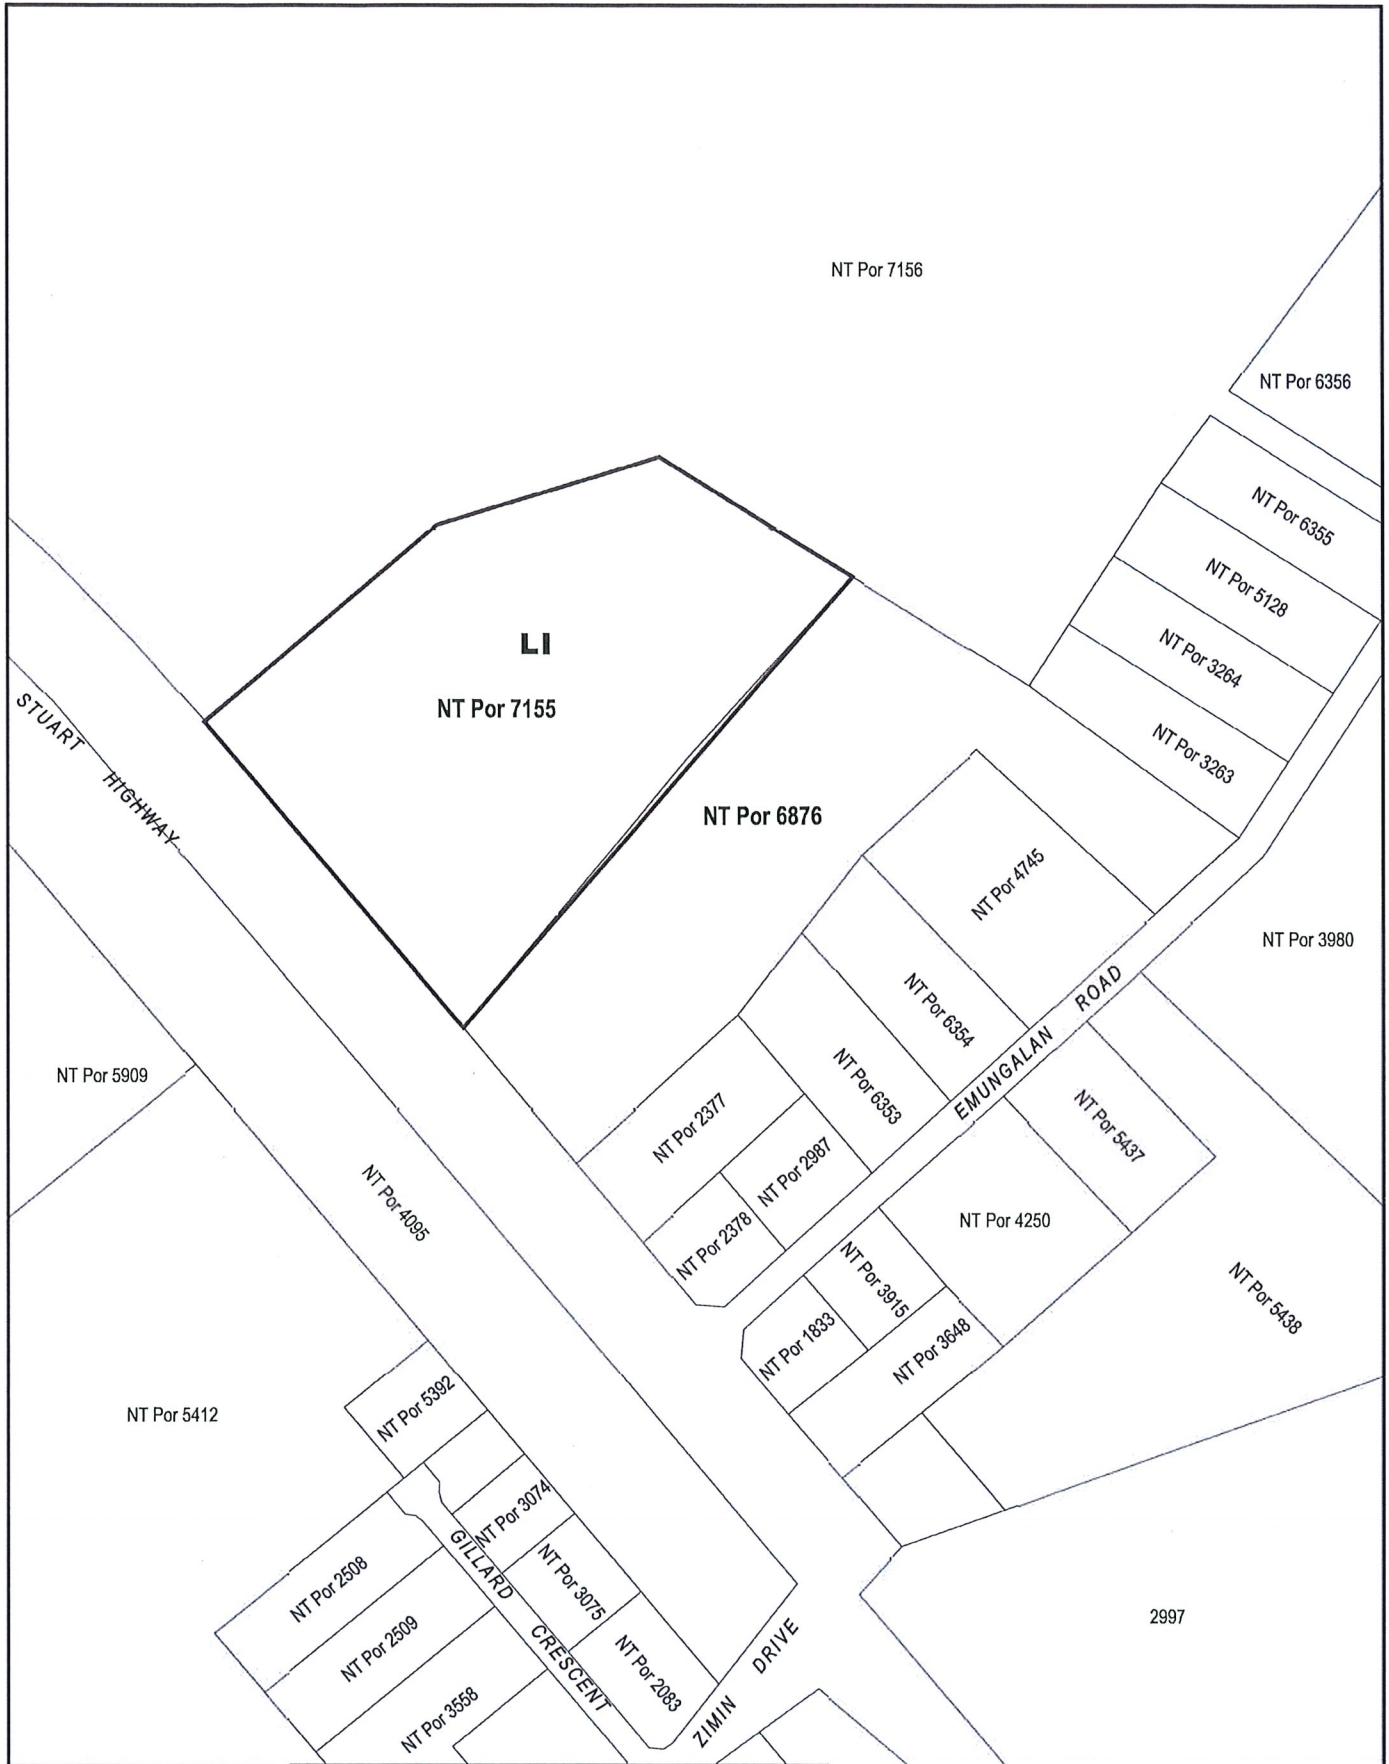 NT Por 7156
NT Por 6356
NT Por 6355
NT Por 5128
LI
NT Por 3264
NT Por 7155
STUART HIGHWAY
NT Por 3263
NT Por 6876
NT Por 4745
NT Por 3980
NT Por 6354
EMUNGALAN ROAD
NT Por 5909
NT Por 6353
NT Por 2377
NT Por 5437
NT Por 2987
NT Por 4095
NT Por 4250
NT Por 2378
NT Por 3915
NT Por 5438
NT Por 1833
NT Por 3648
NT Por 5392
NT Por 5412
NT Por 3074
GILLARD CRESCENT
NT Por 2508
NT Por 3075
2997
NT Por 2509
NT Por 2083
ZIMIN DRIVE
NT Por 3558